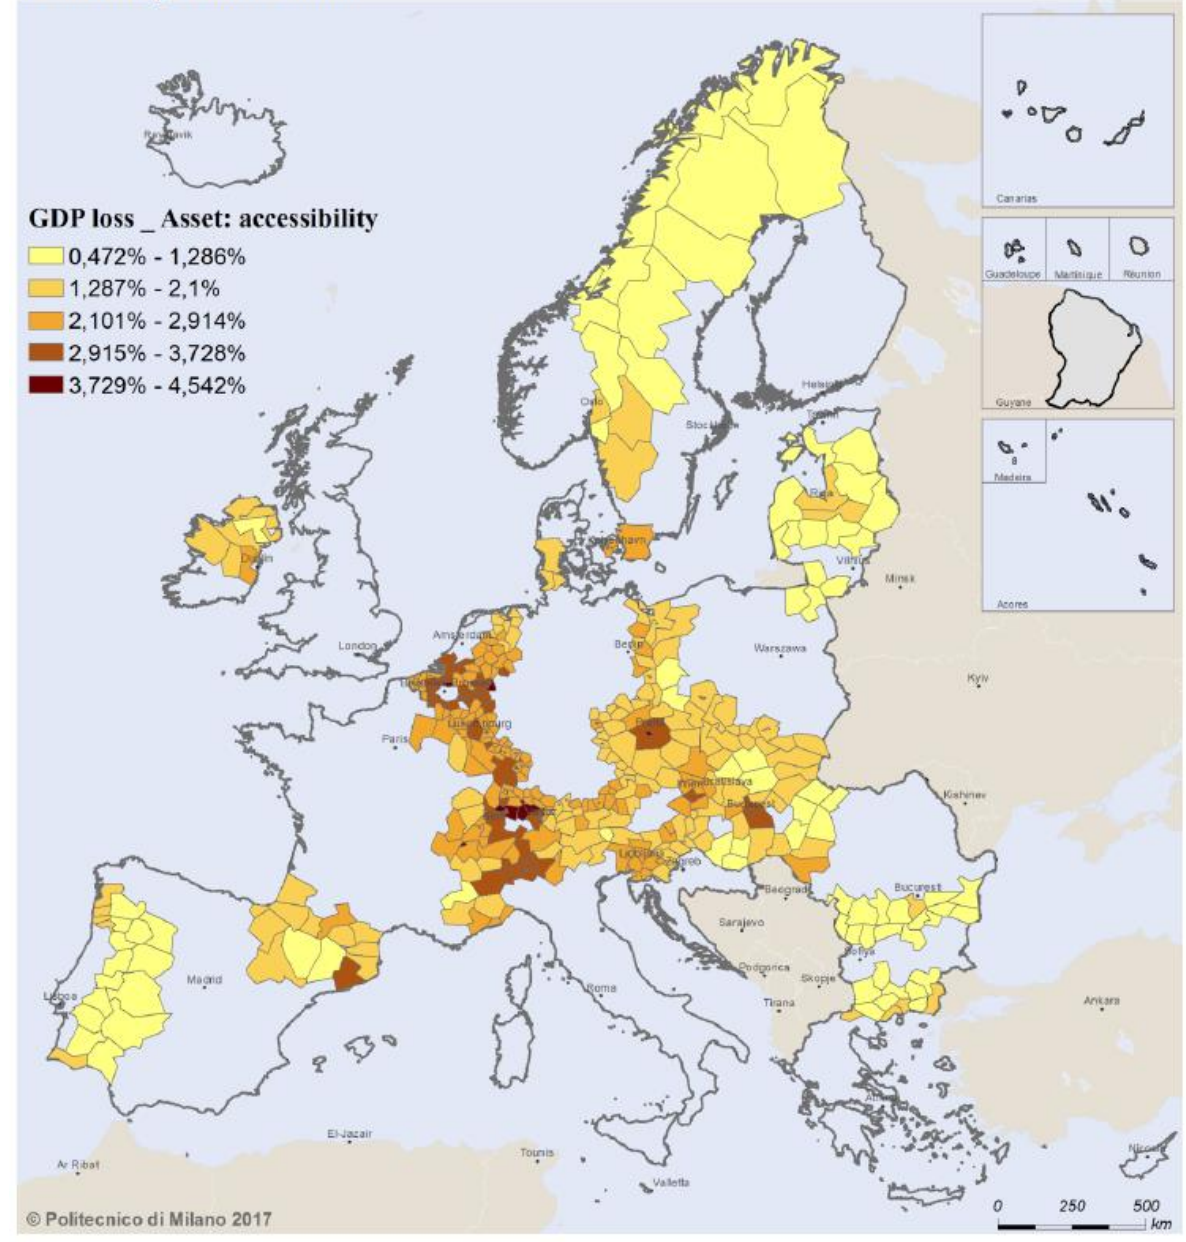 Reykjavik
Canarias
GDP loss _ Asset: accessibility
0,472% - 1,286%
1,287% - 2,1%
2,101% - 2,914%
2,915% - 3,728%
3,729% - 4,542%
Guadeloupe
Martinique
Réunion
Guyane
Madeira
Acores
Oslo
Helsinki
Tallinn
Stockholm
Riga
København
Vilnius
Minsk
Dublin
Amsterdam
Berlin
London
Warszawa
Kyiv
Luxembourg
Paris
Praha
Bratislava
Budapest
Kishinev
Ljubljana
Zagreb
Beograd
Bucuresti
Sarajevo
Sofiya
Podgorica
Skopje
Madrid
Lisboa
Roma
Tirana
Ankara
El-Jazair
Tounis
Ar Ribat
Valletta
Nicosia
© Politecnico di Milano 2017
0 250 500
km